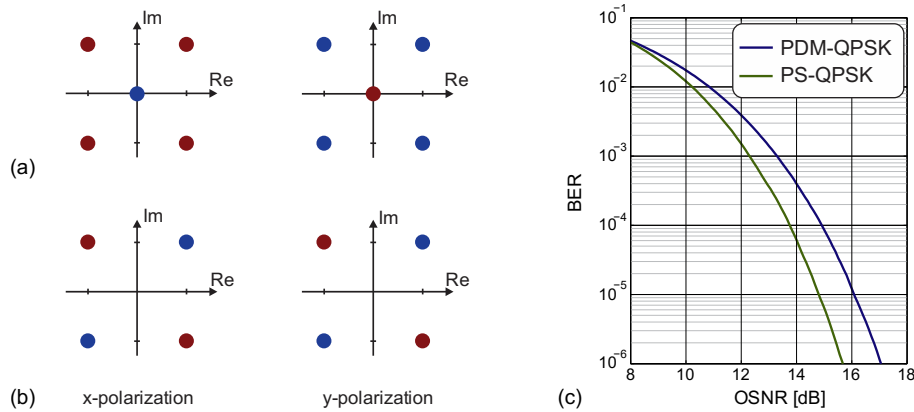 Im
Re
Im
Re
(a)
Im
Re
Im
Re
(b)
x-polarization
y-polarization
PDM-QPSK
PS-QPSK
BER
10⁻¹
10⁻²
10⁻³
10⁻⁴
10⁻⁵
10⁻⁶
8 10 12 14 16 18
OSNR [dB]
(c)